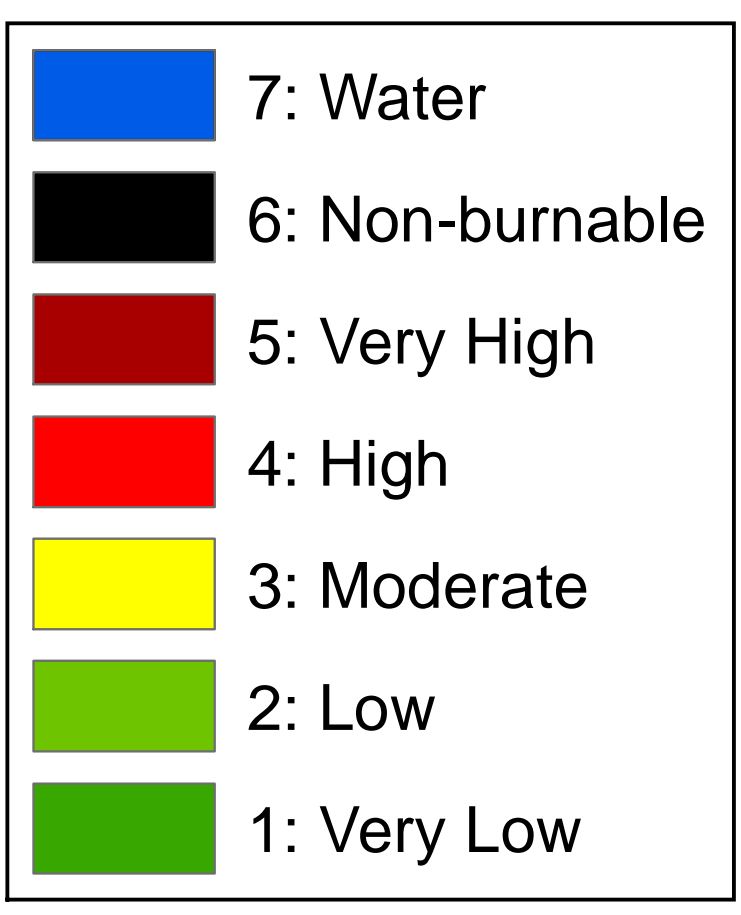 7: Water
6: Non-burnable
5: Very High
4: High
3: Moderate
2: Low
1: Very Low